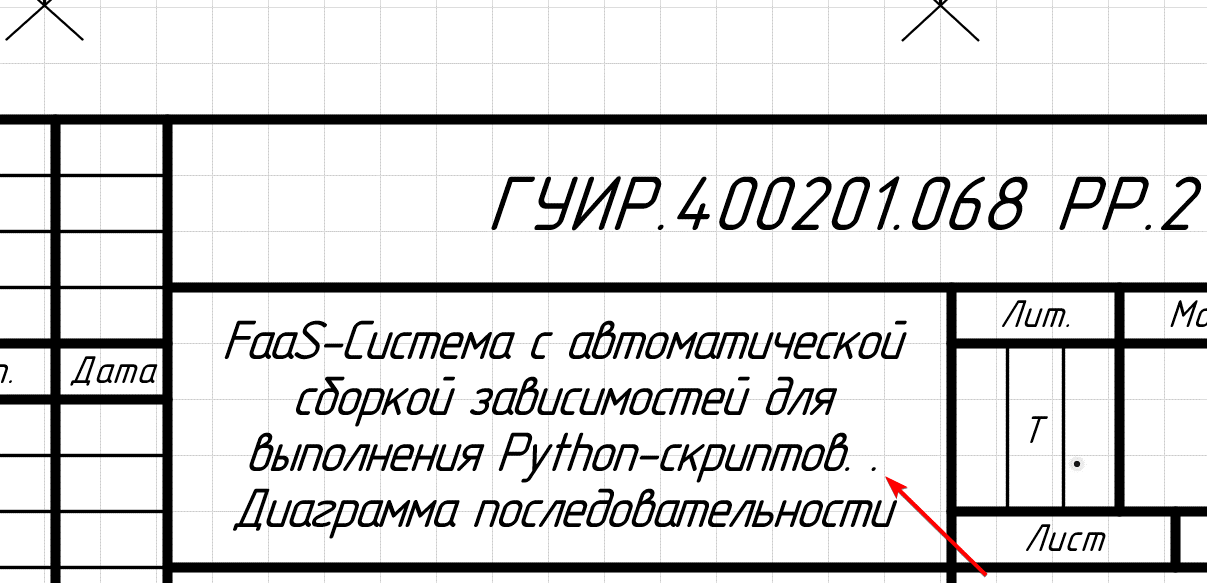 ГУИР.400201.068 РР.2
FaaS-Система с автоматической
сборкой зависимостей для
выполнения Python-скриптов. .
Диаграмма последовательности
Лит.
Дата
Т
Лист